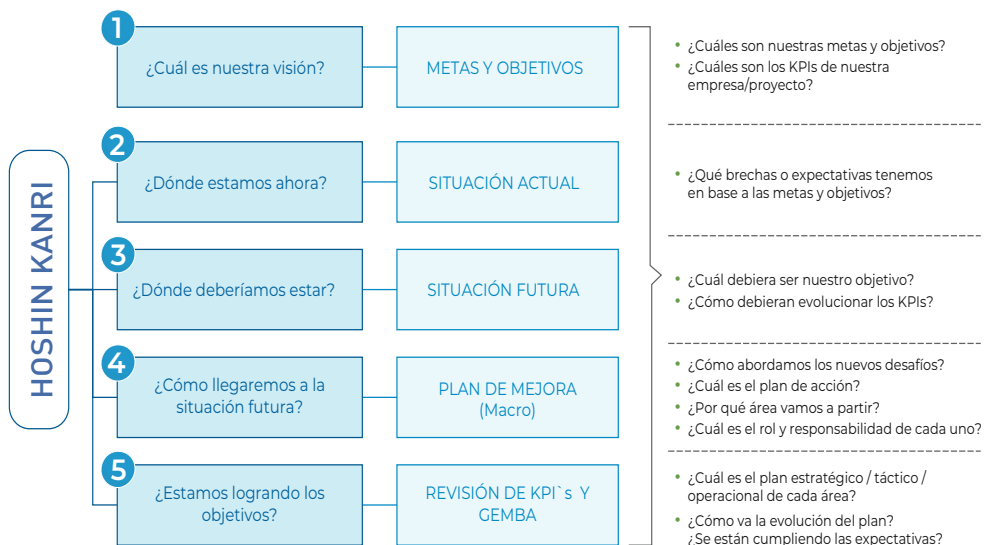 HOSHIN KANRI
1
¿Cuál es nuestra visión?
METAS Y OBJETIVOS
• ¿Cuáles son nuestras metas y objetivos?
• ¿Cuáles son los KPIs de nuestra
empresa/proyecto?
2
¿Dónde estamos ahora?
SITUACIÓN ACTUAL
• ¿Qué brechas o expectativas tenemos
en base a las metas y objetivos?
3
¿Dónde deberíamos estar?
SITUACIÓN FUTURA
• ¿Cuál debiera ser nuestro objetivo?
• ¿Cómo debieran evolucionar los KPIs?
4
¿Cómo llegaremos a la
situación futura?
PLAN DE MEJORA
(Macro)
• ¿Cómo abordamos los nuevos desafíos?
• ¿Cuál es el plan de acción?
• ¿Por qué área vamos a partir?
• ¿Cuál es el rol y responsabilidad de cada uno?
5
¿Estamos logrando los
objetivos?
REVISIÓN DE KPI`s Y
GEMBA
• ¿Cuál es el plan estratégico / táctico /
operacional de cada área?
• ¿Cómo va la evolución del plan?
¿Se están cumpliendo las expectativas?